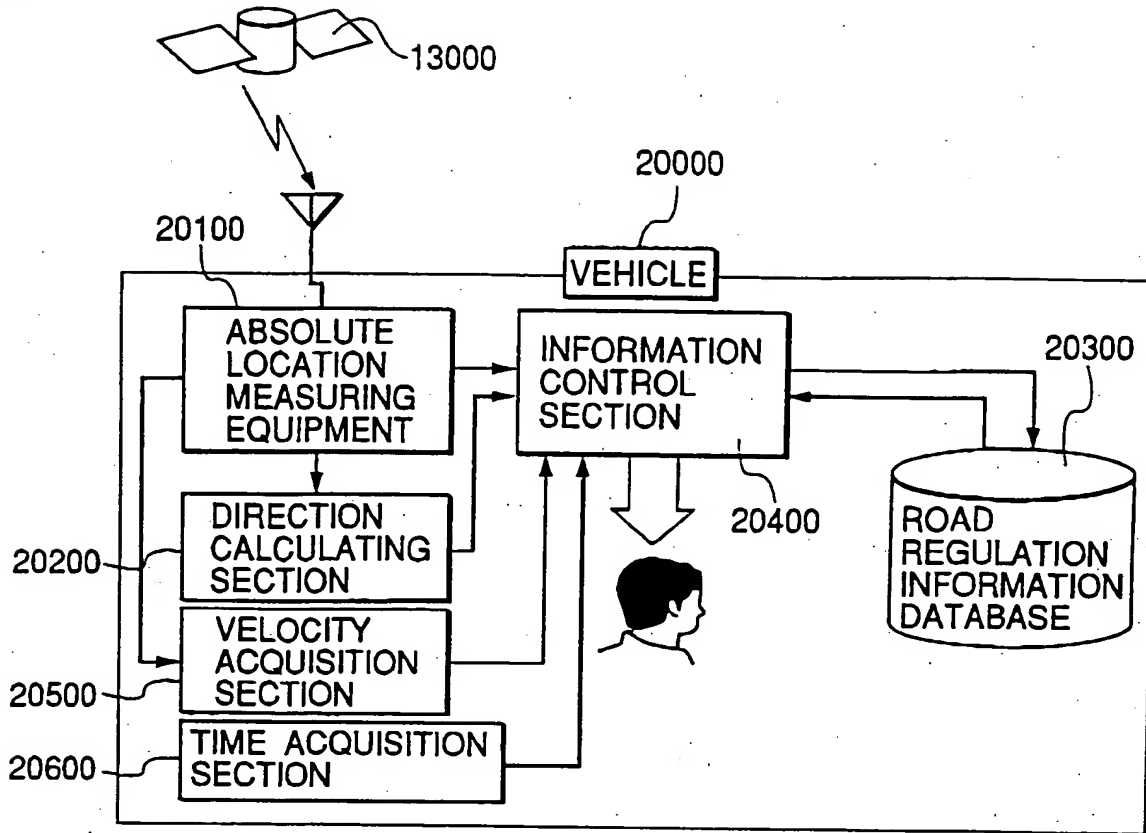 13000
20000
20100
VEHICLE
ABSOLUTE
LOCATION
MEASURING
EQUIPMENT
INFORMATION
CONTROL
SECTION
20300
20400
DIRECTION
CALCULATING
SECTION
20200
ROAD
REGULATION
INFORMATION
DATABASE
VELOCITY
ACQUISITION
SECTION
20500
TIME ACQUISITION
SECTION
20600